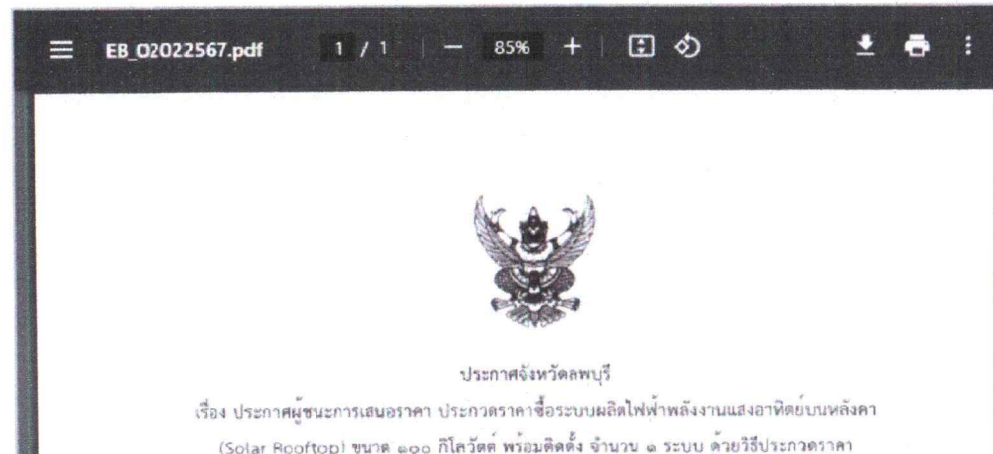 EB_02022567.pdf 1 / 1 85%
ประกาศจังหวัดลพบุรี
เรื่อง ประกาศผู้ชนะการเสนอราคา ประกวดราคาซื้อระบบผลิตไฟฟ้าพลังงานแสงอาทิตย์บนหลังคา
(Solar Rooftop) ขนาด ๑๐๐ กิโลวัตต์ พร้อมติดตั้ง จำนวน ๑ ระบบ ด้วยวิธีประกวดราคา